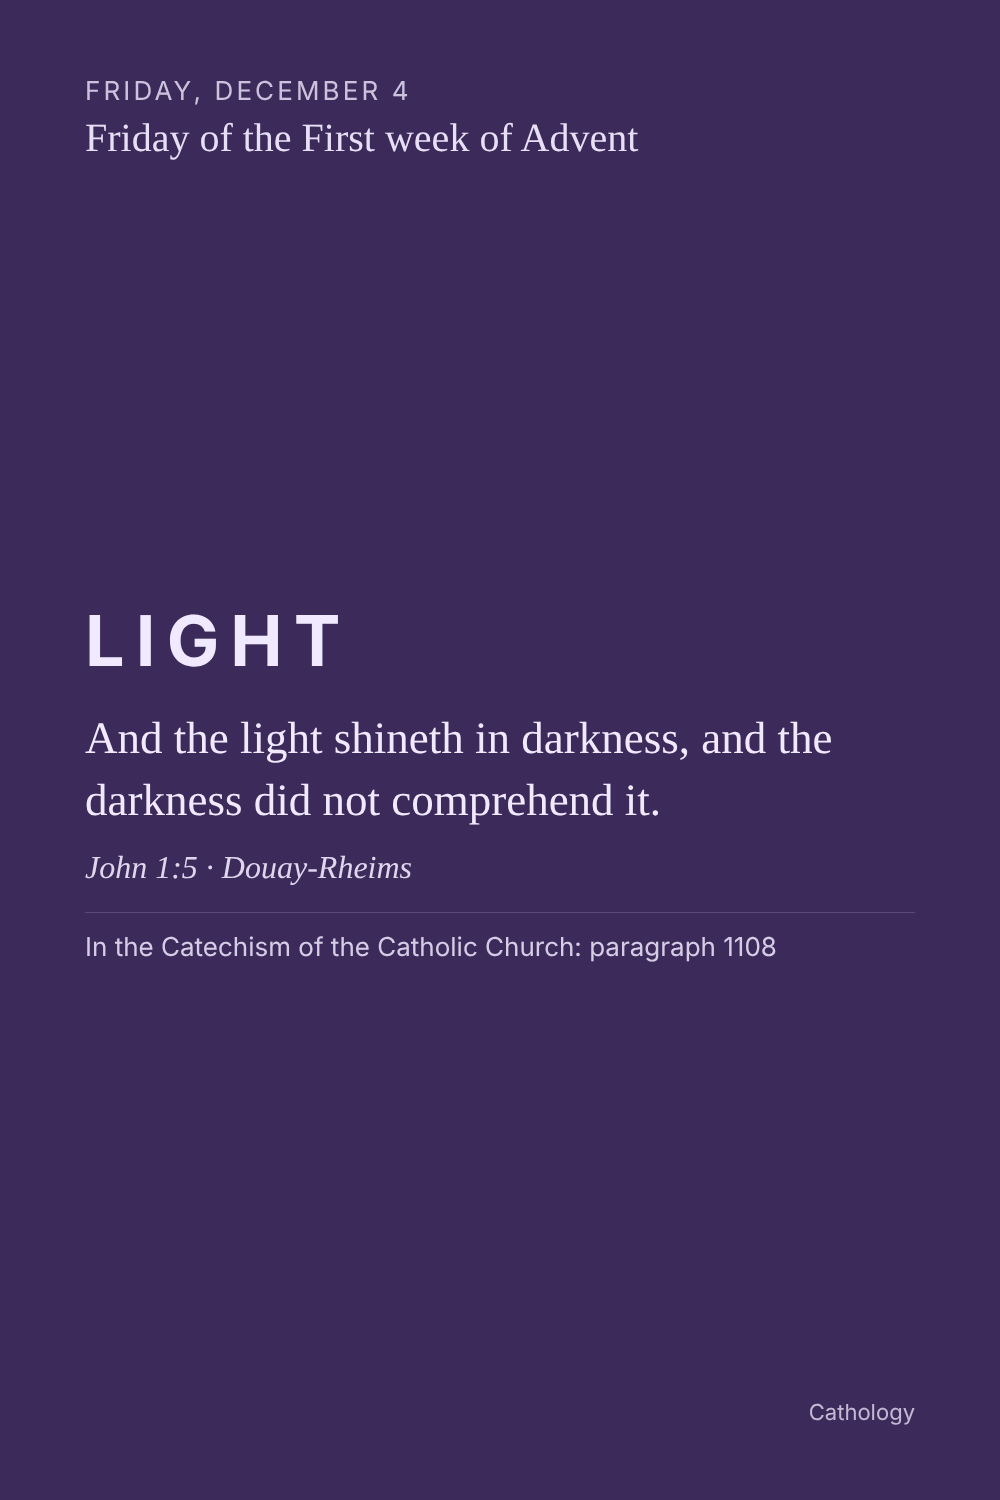 FRIDAY, DECEMBER 4
Friday of the First week of Advent
LIGHT
And the light shineth in darkness, and the
darkness did not comprehend it.
John 1:5 · Douay-Rheims
In the Catechism of the Catholic Church: paragraph 1108
Cathology